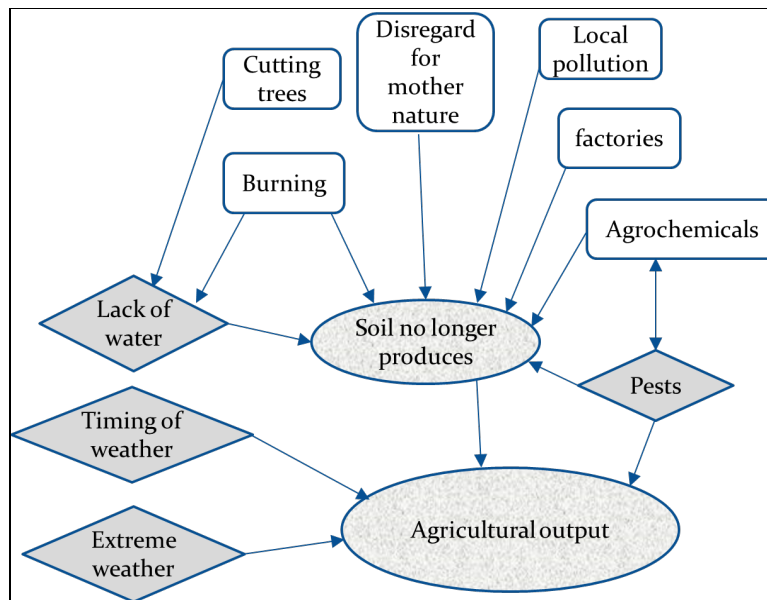 Cutting
trees
Disregard
for
mother
nature
Local
pollution
factories
Burning
Agrochemicals
Lack of
water
Soil no longer
produces
Pests
Timing of
weather
Agricultural output
Extreme
weather